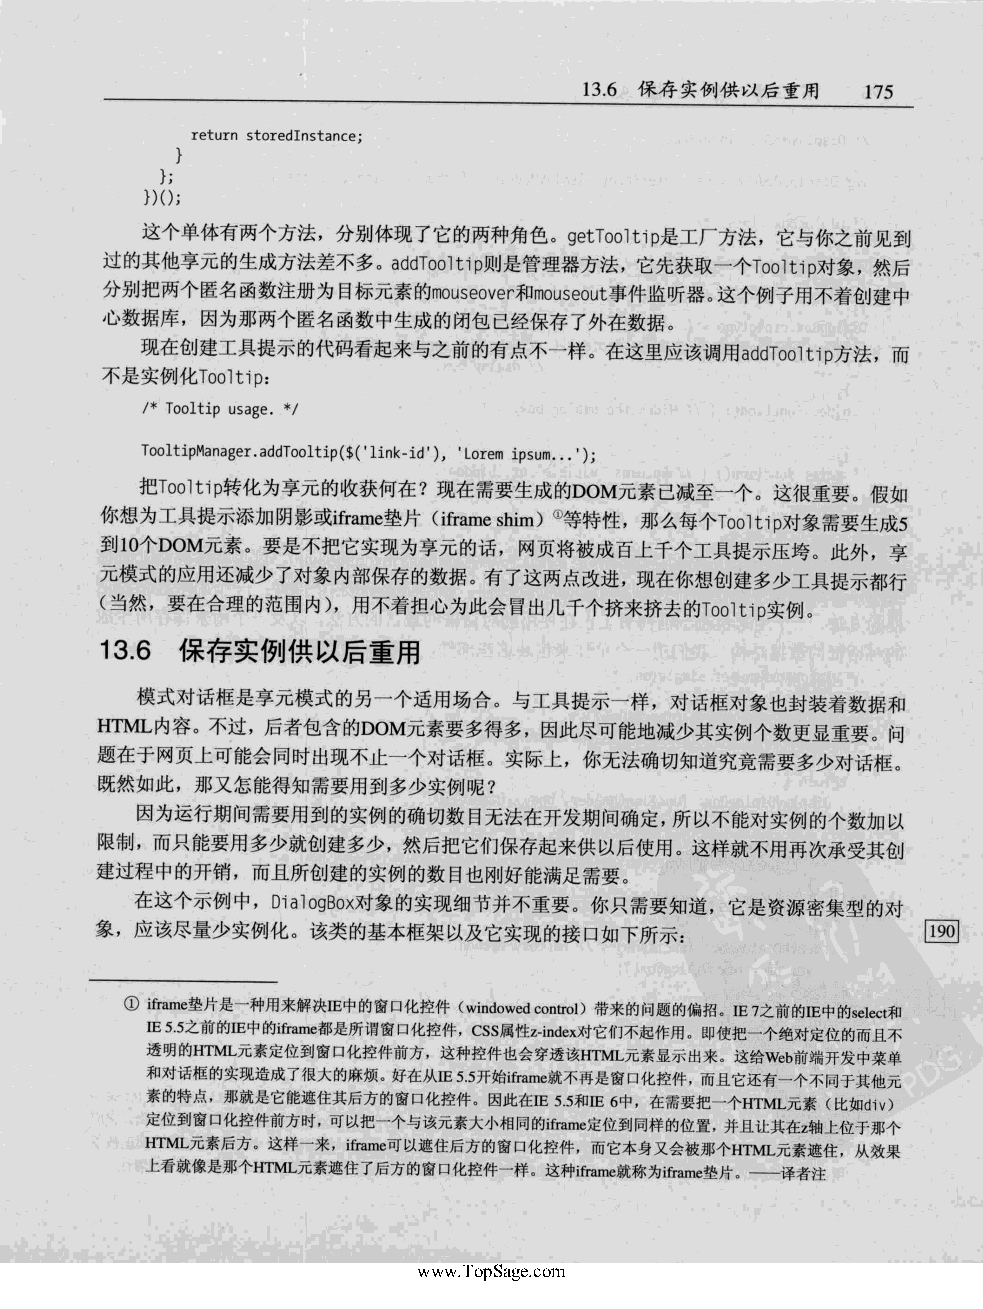 13.6 保存实例供以后重用 175
return storedInstance;
}
};
})();
这个单体有两个方法，分别体现了它的两种角色。getTooltip是工厂方法，它与你之前见到
过的其他享元的生成方法差不多。addTooltip则是管理器方法，它先获取一个Tooltip对象，然后
分别把两个匿名函数注册为目标元素的mouseover和mouseout事件监听器。这个例子用不着创建中
心数据库，因为那两个匿名函数中生成的闭包已经保存了外在数据。
现在创建工具提示的代码看起来与之前的有点不一样。在这里应该调用addTooltip方法，而
不是实例化Tooltip：
/* Tooltip usage. */
TooltipManager.addTooltip($('link-id'), 'Lorem ipsum...');
把Tooltip转化为享元的收获何在？现在需要生成的DOM元素已减至一个。这很重要。假如
你想为工具提示添加阴影或iframe垫片（iframe shim）①等特性，那么每个Tooltip对象需要生成5
到10个DOM元素。要是不把它实现为享元的话，网页将被成百上千个工具提示压垮。此外，享
元模式的应用还减少了对象内部保存的数据。有了这两点改进，现在你想创建多少工具提示都行
（当然，要在合理的范围内），用不着担心为此会冒出几千个挤来挤去的Tooltip实例。
13.6 保存实例供以后重用
模式对话框是享元模式的另一个适用场合。与工具提示一样，对话框对象也封装着数据和
HTML内容。不过，后者包含的DOM元素要多得多，因此尽可能地减少其实例个数更显重要。问
题在于网页上可能会同时出现不止一个对话框。实际上，你无法确切知道究竟需要多少对话框。
既然如此，那又怎能得知需要用到多少实例呢？
因为运行期间需要用到的实例的确切数目无法在开发期间确定，所以不能对实例的个数加以
限制，而只能要用多少就创建多少，然后把它们保存起来供以后使用。这样就不用再次承受其创
建过程中的开销，而且所创建的实例的数目也刚好能满足需要。
在这个示例中，DialogBox对象的实现细节并不重要。你只需要知道，它是资源密集型的对
象，应该尽量少实例化。该类的基本框架以及它实现的接口如下所示：
190
① iframe垫片是一种用来解决IE中的窗口化控件（windowed control）带来的问题的偏招。IE 7之前的IE中的select和
IE 5.5之前的IE中的iframe都是所谓窗口化控件，CSS属性z-index对它们不起作用。即使把一个绝对定位的而且不
透明的HTML元素定位到窗口化控件前方，这种控件也会穿透该HTML元素显示出来。这给Web前端开发中菜单
和对话框的实现造成了很大的麻烦。好在从IE 5.5开始iframe就不再是窗口化控件，而且它还有一个不同于其他元
素的特点，那就是它能遮住其后方的窗口化控件。因此在IE 5.5和IE 6中，在需要把一个HTML元素（比如div）
定位到窗口化控件前方时，可以把一个与该元素大小相同的iframe定位到同样的位置，并且让其在z轴上位于那个
HTML元素后方。这样一来，iframe可以遮住后方的窗口化控件，而它本身又会被那个HTML元素遮住，从效果
上看就像是那个HTML元素遮住了后方的窗口化控件一样。这种iframe就称为iframe垫片。——译者注
PDG
www.TopSage.com